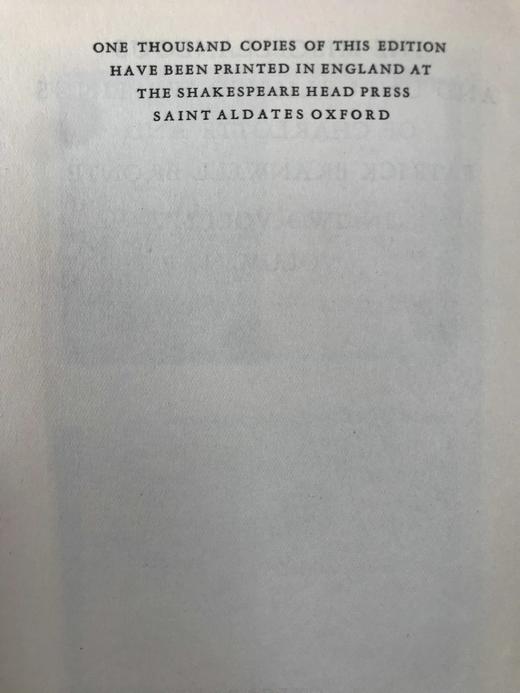 ONE THOUSAND COPIES OF THIS EDITION
HAVE BEEN PRINTED IN ENGLAND AT
THE SHAKESPEARE HEAD PRESS
SAINT ALDATES OXFORD